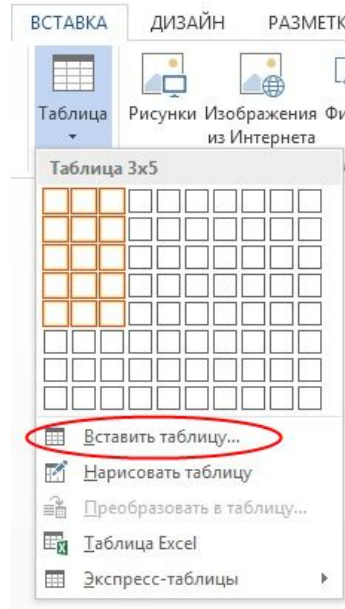 ВСТАВКА ДИЗАЙН РАЗМЕТК
Таблица Рисунки Изображения Фи
из Интернета
Таблица 3x5
Вставить таблицу...
Нарисовать таблицу
Преобразовать в таблицу...
Таблица Excel
Экспресс-таблицы